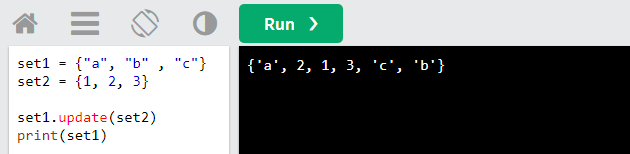 Run ❯
set1 = {"a", "b" , "c"}
set2 = {1, 2, 3}
set1.update(set2)
print(set1)
{'a', 2, 1, 3, 'c', 'b'}